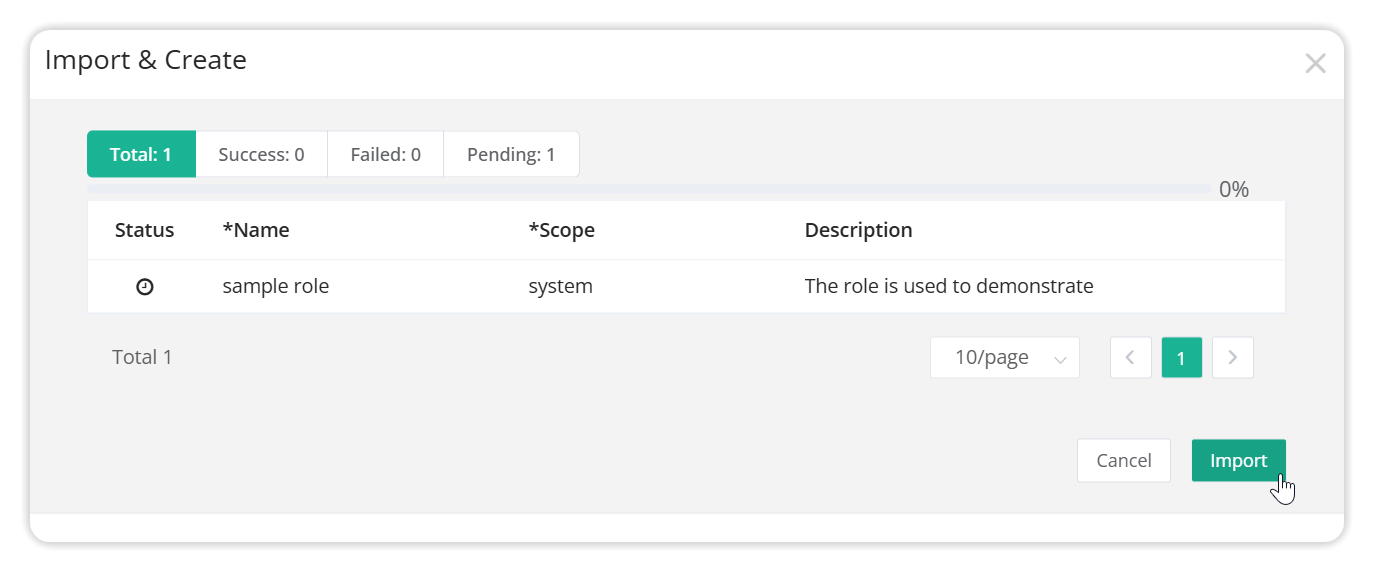 Import & Create
Total: 1 Success: 0 Failed: 0 Pending: 1
0%
Status *Name *Scope Description
sample role system The role is used to demonstrate
Total 1 10/page 1
Cancel Import